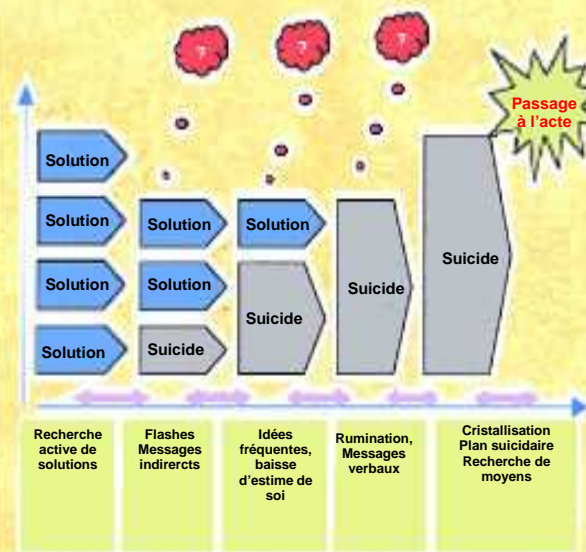 ? ? ?
Passage
à l'acte
Solution
Solution Solution Solution
Suicide
Suicide
Solution Solution
Suicide
Solution Suicide
Recherche
active de
solutions
Flashes
Messages
indirercts
Idées
fréquentes,
baisse
d'estime de
soi
Rumination,
Messages
verbaux
Cristallisation
Plan suicidaire
Recherche de
moyens